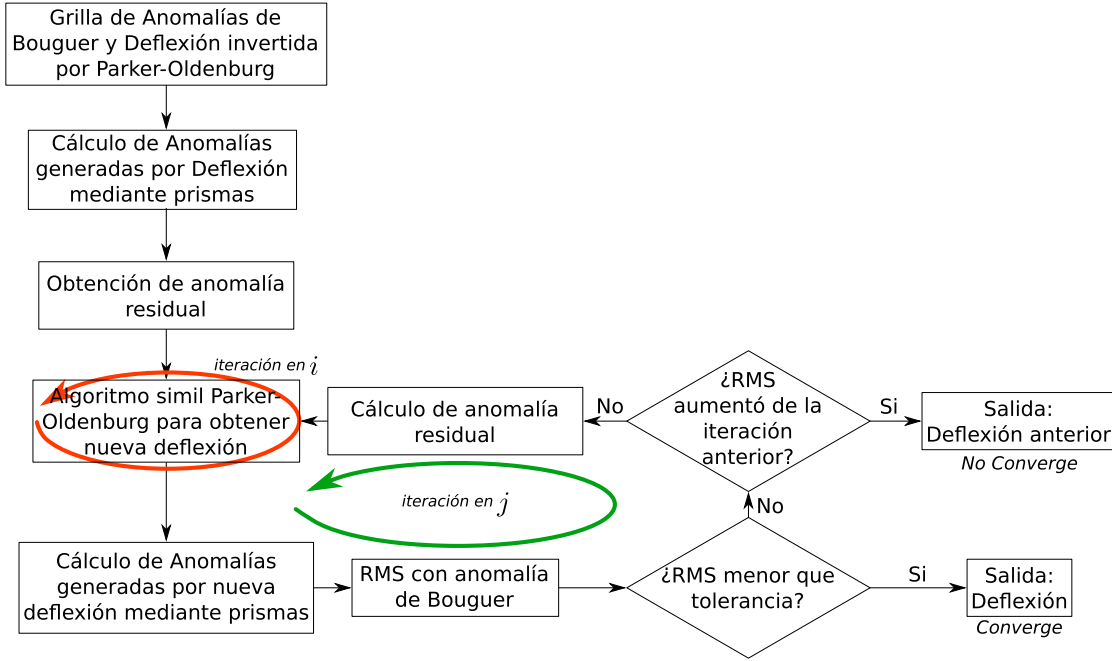 Grilla de Anomalías de
Bouguer y Deflexión invertida
por Parker-Oldenburg
Cálculo de Anomalías
generadas por Deflexión
mediante prismas
Obtención de anomalía
residual
iteración en i
Algoritmo simil Parker-
Oldenburg para obtener
nueva deflexión
Cálculo de anomalía
residual
No
¿RMS
aumentó de la
iteración
anterior?
Si
Salida:
Deflexión anterior
No Converge
iteración en j
No
Cálculo de Anomalías
generadas por nueva
deflexión mediante prismas
RMS con anomalía
de Bouguer
¿RMS menor que
tolerancia?
Si
Salida:
Deflexión
Converge